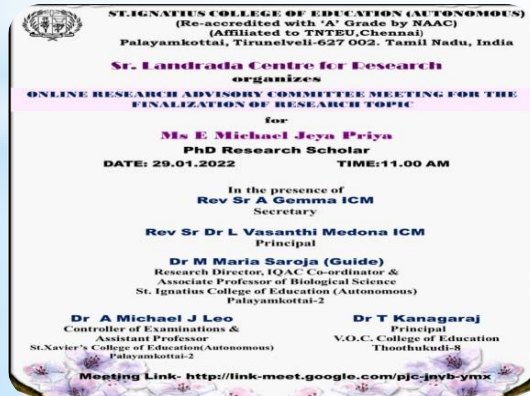 ST.IGNATIUS COLLEGE OF EDUCATION (AUTONOMOUS)
(Re-accredited with 'A' Grade by NAAC)
(Affiliated to TNTEU,Chennai)
Palayamkottai, Tirunelveli-627 002. Tamil Nadu, India
Sr. Landrada Centre for Research
organizes
ONLINE RESEARCH ADVISORY COMMITTEE MEETING FOR THE
FINALIZATION OF RESEARCH TOPIC
for
Ms E Michael Jeya Priya
PhD Research Scholar
DATE: 29.01.2022 TIME:11.00 AM
In the presence of
Rev Sr A Gemma ICM
Secretary
Rev Sr Dr L Vasanthi Medona ICM
Principal
Dr M Maria Saroja (Guide)
Research Director, IQAC Co-ordinator &
Associate Professor of Biological Science
St. Ignatius College of Education (Autonomous)
Palayamkottai-2
Dr A Michael J Leo
Controller of Examinations &
Assistant Professor
St.Xavier's College of Education(Autonomous)
Palayamkottai-2
Dr T Kanagaraj
Principal
V.O.C. College of Education
Thoothukudi-8
Meeting Link- http://link-meet.google.com/pjc-jnyb-ymx